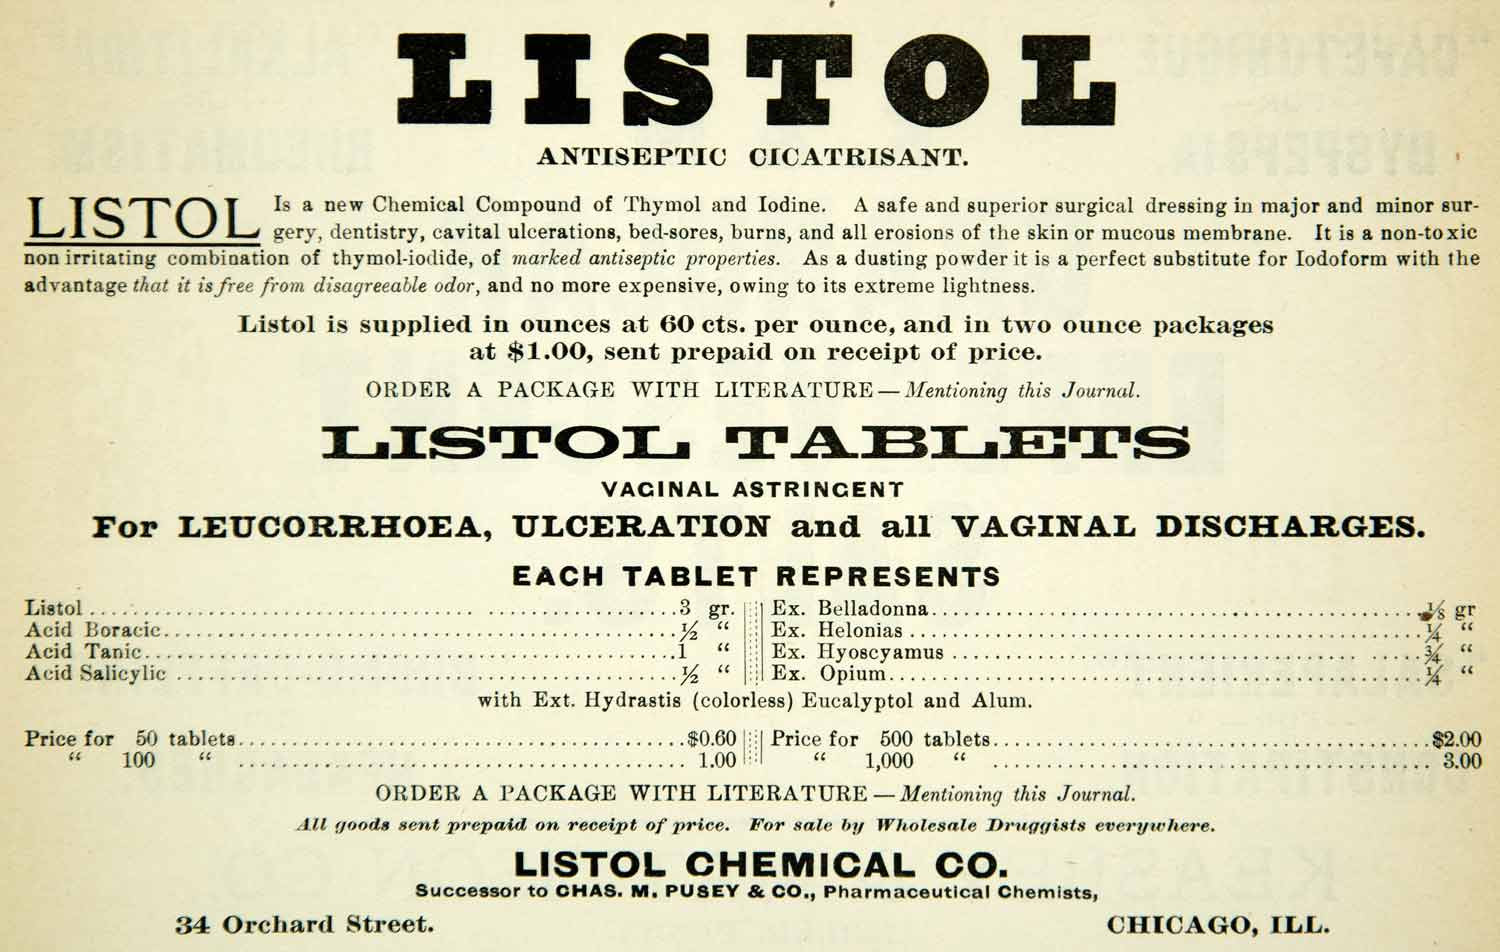 LISTOL
ANTISEPTIC CICATRISANT.
LISTOL Is a new Chemical Compound of Thymol and Iodine. A safe and superior surgical dressing in major and minor sur-
gery, dentistry, cavital ulcerations, bed-sores, burns, and all erosions of the skin or mucous membrane. It is a non-toxic
non irritating combination of thymol-iodide, of marked antiseptic properties. As a dusting powder it is a perfect substitute for Iodoform with the
advantage that it is free from disagreeable odor, and no more expensive, owing to its extreme lightness.
Listol is supplied in ounces at 60 cts. per ounce, and in two ounce packages
at $1.00, sent prepaid on receipt of price.
ORDER A PACKAGE WITH LITERATURE — Mentioning this Journal.
LISTOL TABLETS
VAGINAL ASTRINGENT
For LEUCORRHOEA, ULCERATION and all VAGINAL DISCHARGES.
EACH TABLET REPRESENTS
Listol 3 gr. Ex. Belladonna 1/8 gr
Acid Boracic 1/2 “ Ex. Helonias 1/4 “
Acid Tanic 1 “ Ex. Hyoscyamus 3/4 “
Acid Salicylic 1/2 “ Ex. Opium 1/4 “
with Ext. Hydrastis (colorless) Eucalyptol and Alum.
Price for 50 tablets $0.60 Price for 500 tablets $2.00
“ 100 “ 1.00 “ 1,000 “ 3.00
ORDER A PACKAGE WITH LITERATURE — Mentioning this Journal.
All goods sent prepaid on receipt of price. For sale by Wholesale Druggists everywhere.
LISTOL CHEMICAL CO.
Successor to CHAS. M. PUSEY & CO., Pharmaceutical Chemists,
34 Orchard Street. CHICAGO, ILL.